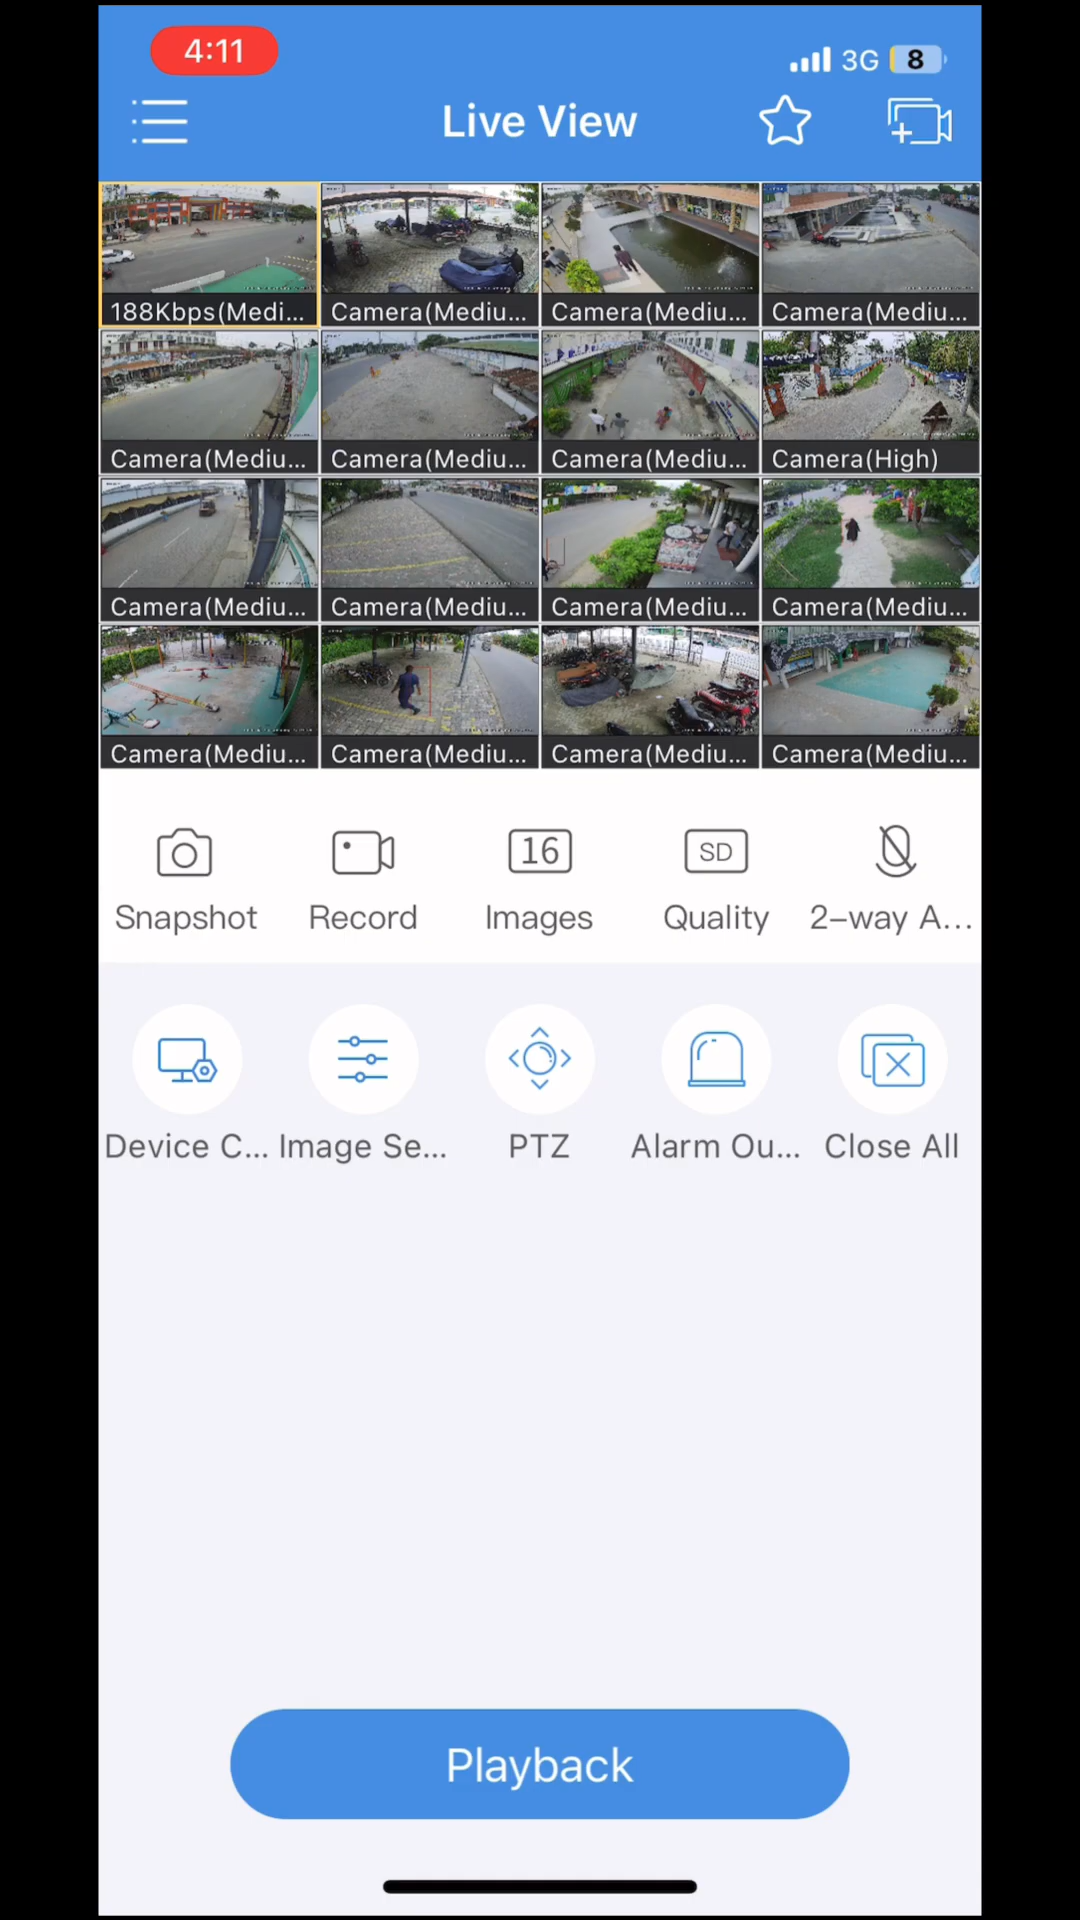 4:11
3G 8
Live View
188Kbps(Medi...
Camera(Mediu...
Camera(Mediu...
Camera(Mediu...
Camera(Mediu...
Camera(Mediu...
Camera(Mediu...
Camera(High)
Camera(Mediu...
Camera(Mediu...
Camera(Mediu...
Camera(Mediu...
Camera(Mediu...
Camera(Mediu...
Camera(Mediu...
Camera(Mediu...
16
SD
Snapshot
Record
Images
Quality
2-way A...
Device C...
Image Se...
PTZ
Alarm Ou...
Close All
Playback